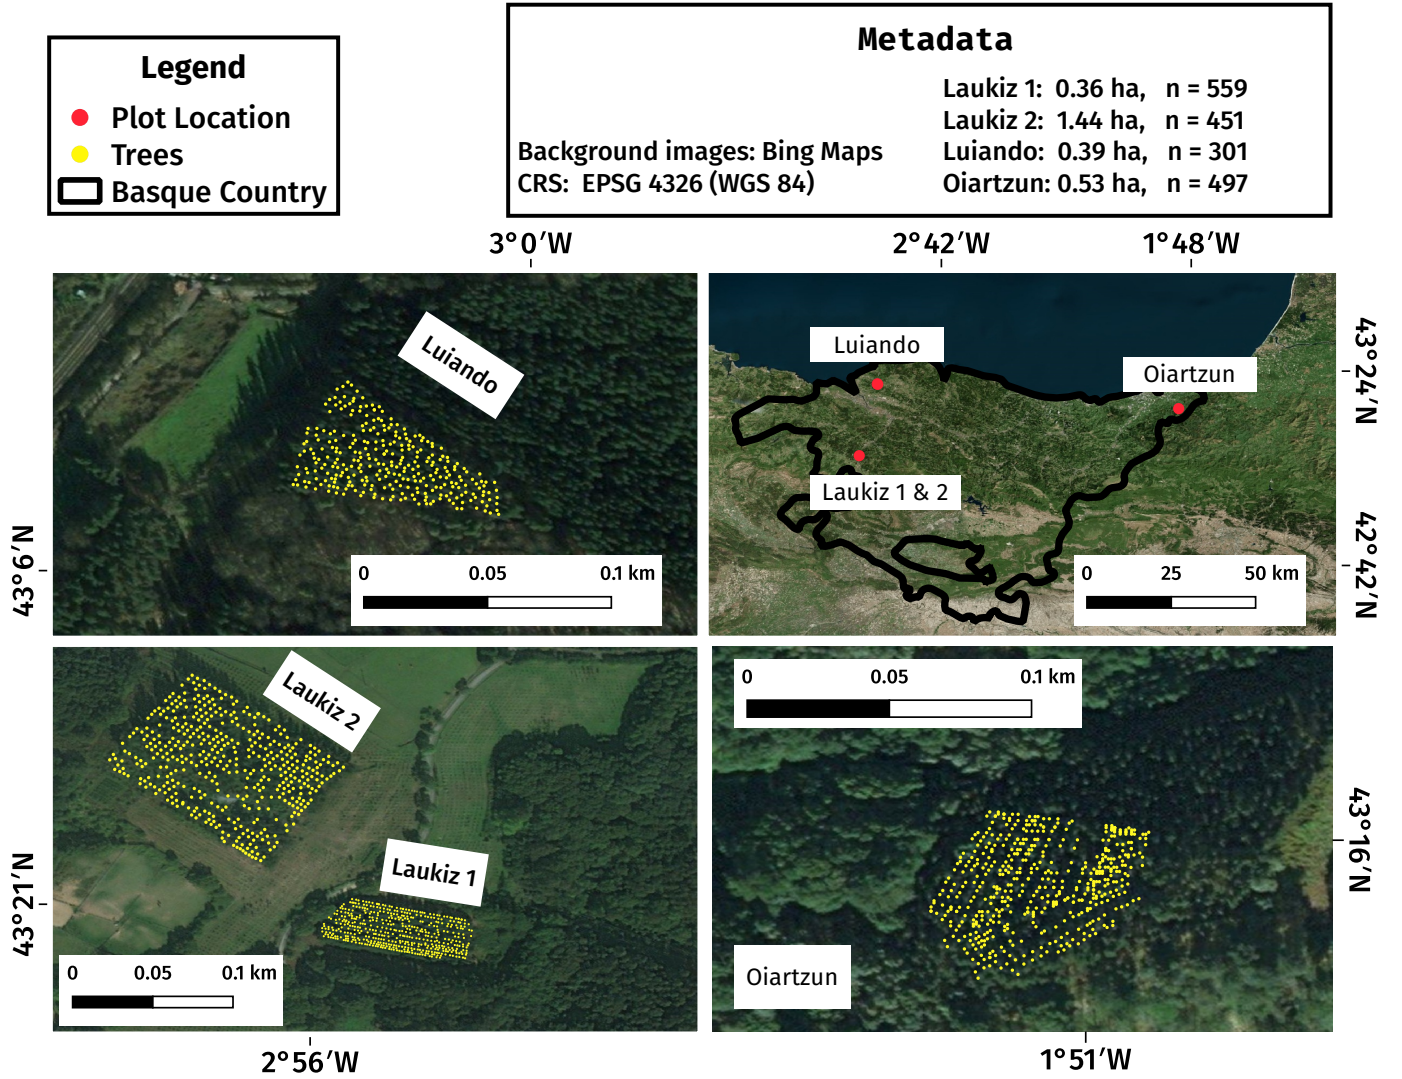 Legend
Plot Location
Trees
Basque Country
Metadata
Laukiz 1: 0.36 ha, n = 559
Laukiz 2: 1.44 ha, n = 451
Background images: Bing Maps
Luiando: 0.39 ha, n = 301
CRS: EPSG 4326 (WGS 84)
Oiartzun: 0.53 ha, n = 497
3°0′W
2°42′W
1°48′W
Luiando
43°6′N
0 0.05 0.1 km
Luiando
Oiartzun
Laukiz 1 & 2
43°24′N
42°42′N
0 25 50 km
Laukiz 2
Laukiz 1
43°21′N
0 0.05 0.1 km
2°56′W
0 0.05 0.1 km
43°16′N
Oiartzun
1°51′W